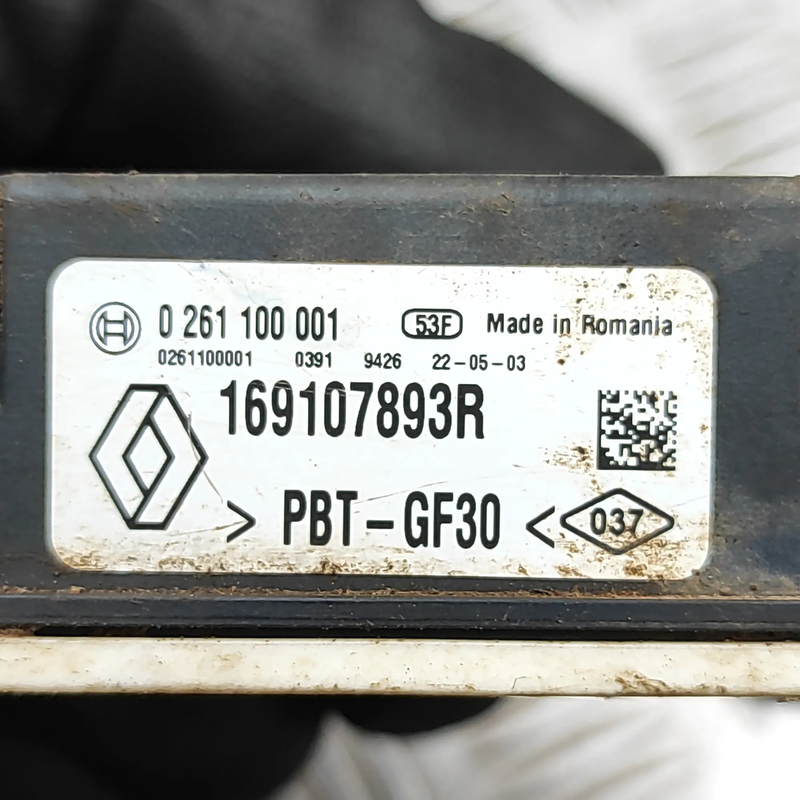 0 261 100 001 53F Made in Romania
0261100001 0391 9426 22-05-03
169107893R
> PBT-GF30 < 037